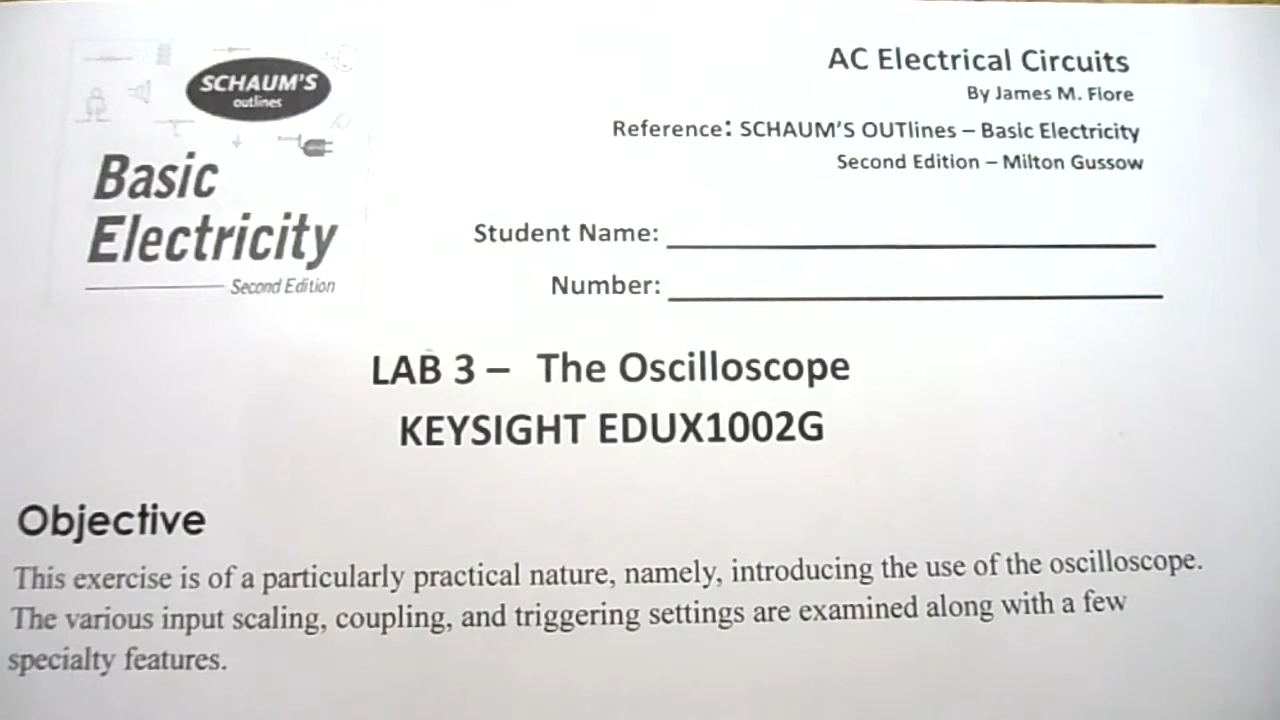 SCHAUM'S
outlines
Basic
Electricity
Second Edition
AC Electrical Circuits
By James M. Fiore
Reference: SCHAUM'S OUTlines – Basic Electricity
Second Edition – Milton Gussow
Student Name:
Number:
LAB 3 – The Oscilloscope
KEYSIGHT EDUX1002G
Objective
This exercise is of a particularly practical nature, namely, introducing the use of the oscilloscope.
The various input scaling, coupling, and triggering settings are examined along with a few
specialty features.